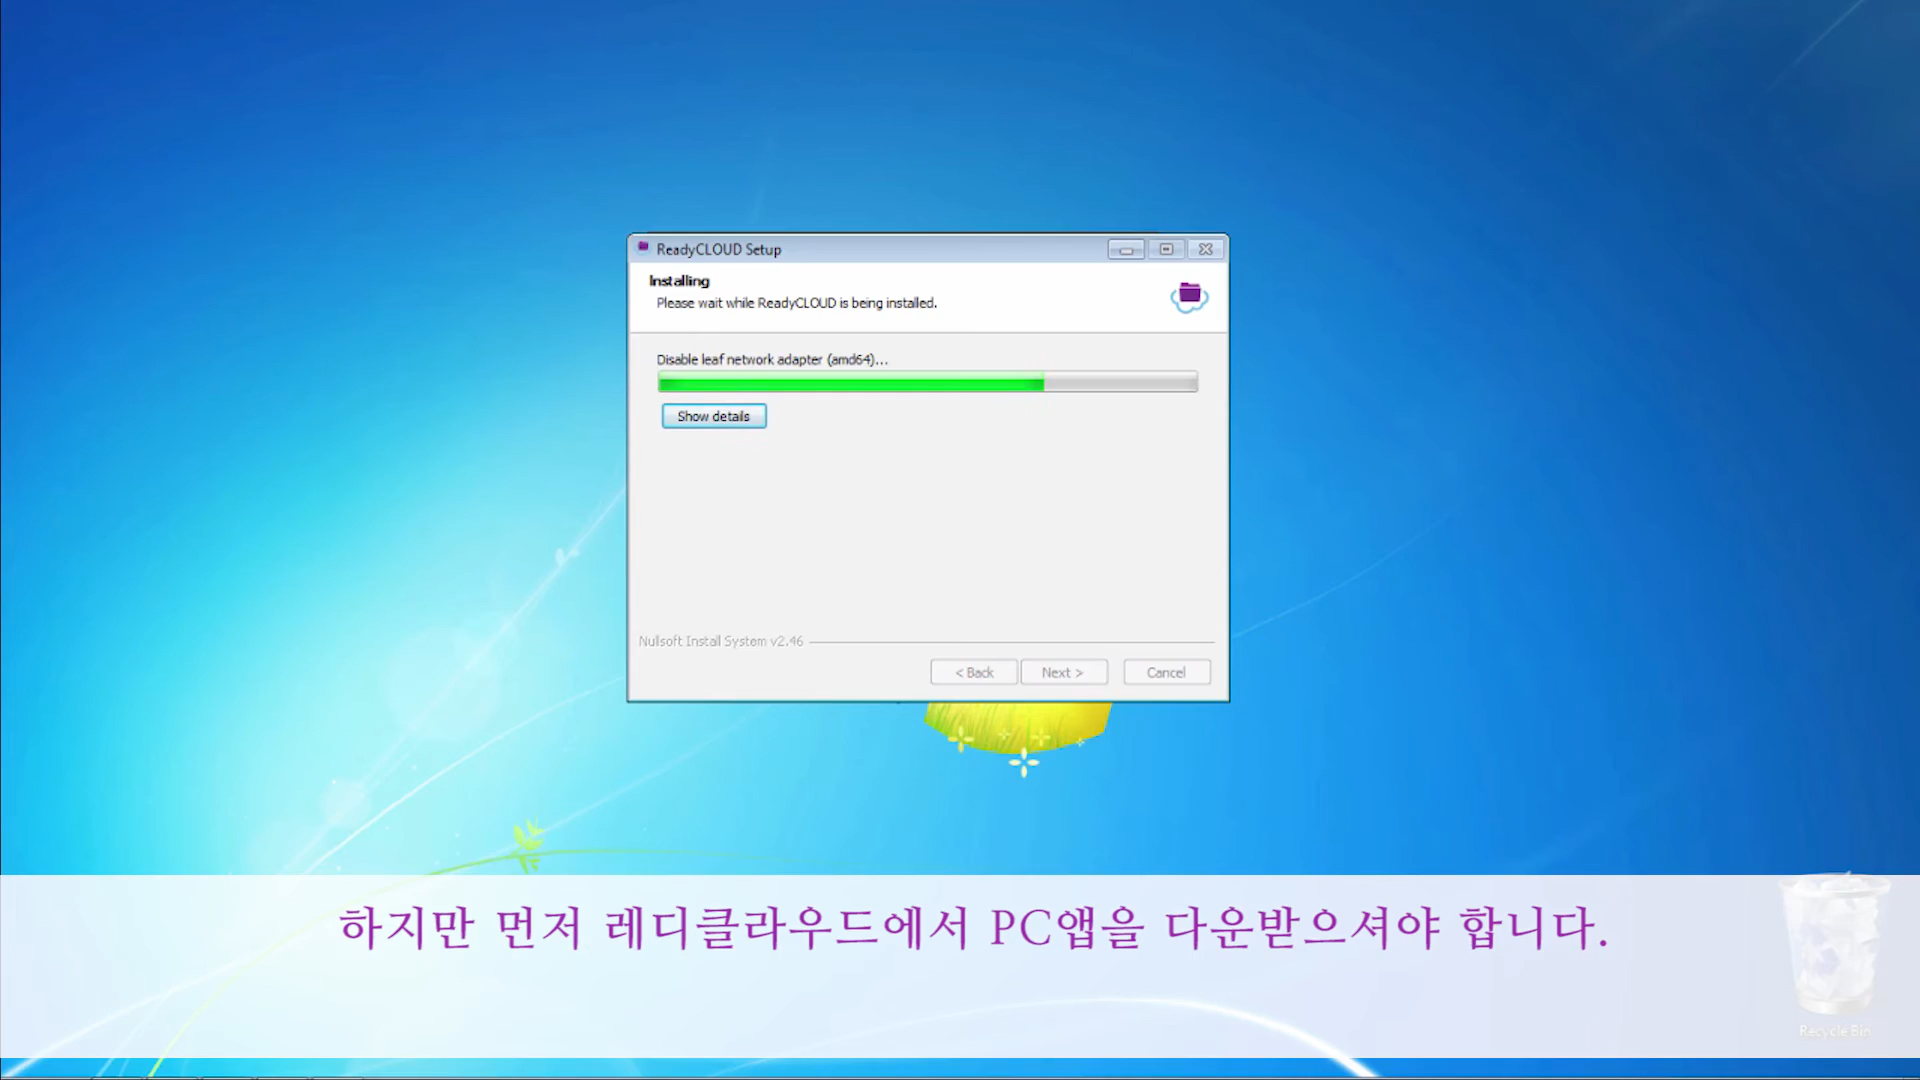 ReadyCLOUD Setup
Installing
Please wait while ReadyCLOUD is being installed.
Disable leaf network adapter (amd64)...
Show details
Nullsoft Install System v2.46
< Back
Next >
Cancel
하지만 먼저 레디클라우드에서 PC앱을 다운받으셔야 합니다.
Recycle Bin